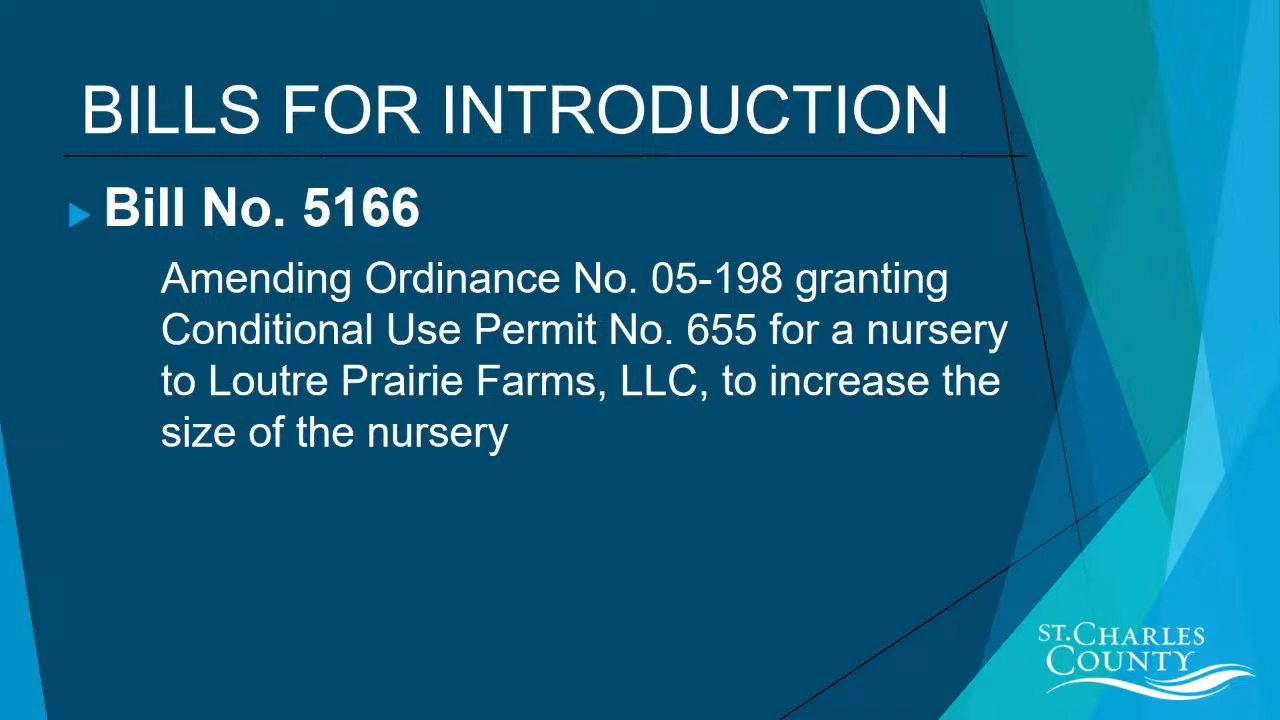 BILLS FOR INTRODUCTION
Bill No. 5166
Amending Ordinance No. 05-198 granting
Conditional Use Permit No. 655 for a nursery
to Loutre Prairie Farms, LLC, to increase the
size of the nursery
ST. CHARLES
COUNTY